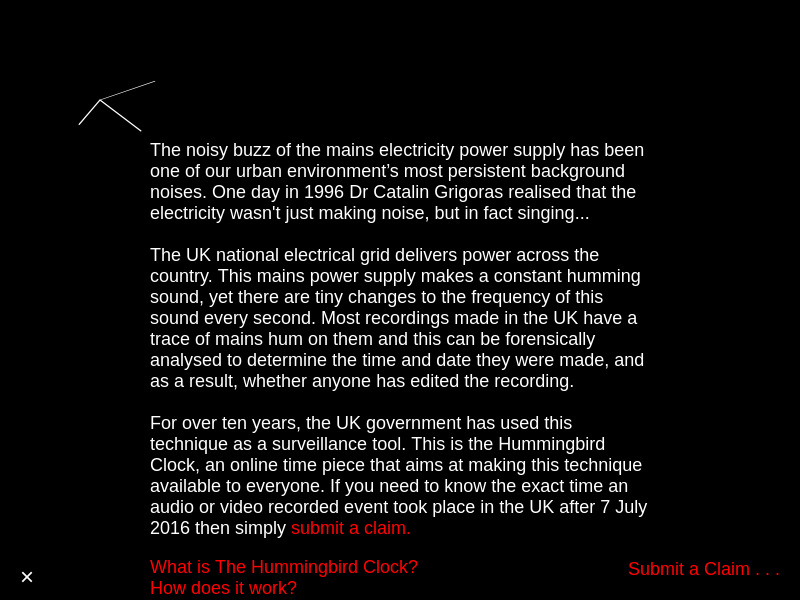 The noisy buzz of the mains electricity power supply has been
one of our urban environment’s most persistent background
noises. One day in 1996 Dr Catalin Grigoras realised that the
electricity wasn't just making noise, but in fact singing...
The UK national electrical grid delivers power across the
country. This mains power supply makes a constant humming
sound, yet there are tiny changes to the frequency of this
sound every second. Most recordings made in the UK have a
trace of mains hum on them and this can be forensically
analysed to determine the time and date they were made, and
as a result, whether anyone has edited the recording.
For over ten years, the UK government has used this
technique as a surveillance tool. This is the Hummingbird
Clock, an online time piece that aims at making this technique
available to everyone. If you need to know the exact time an
audio or video recorded event took place in the UK after 7 July
2016 then simply submit a claim.
What is The Hummingbird Clock?
How does it work?
Submit a Claim . . .
×